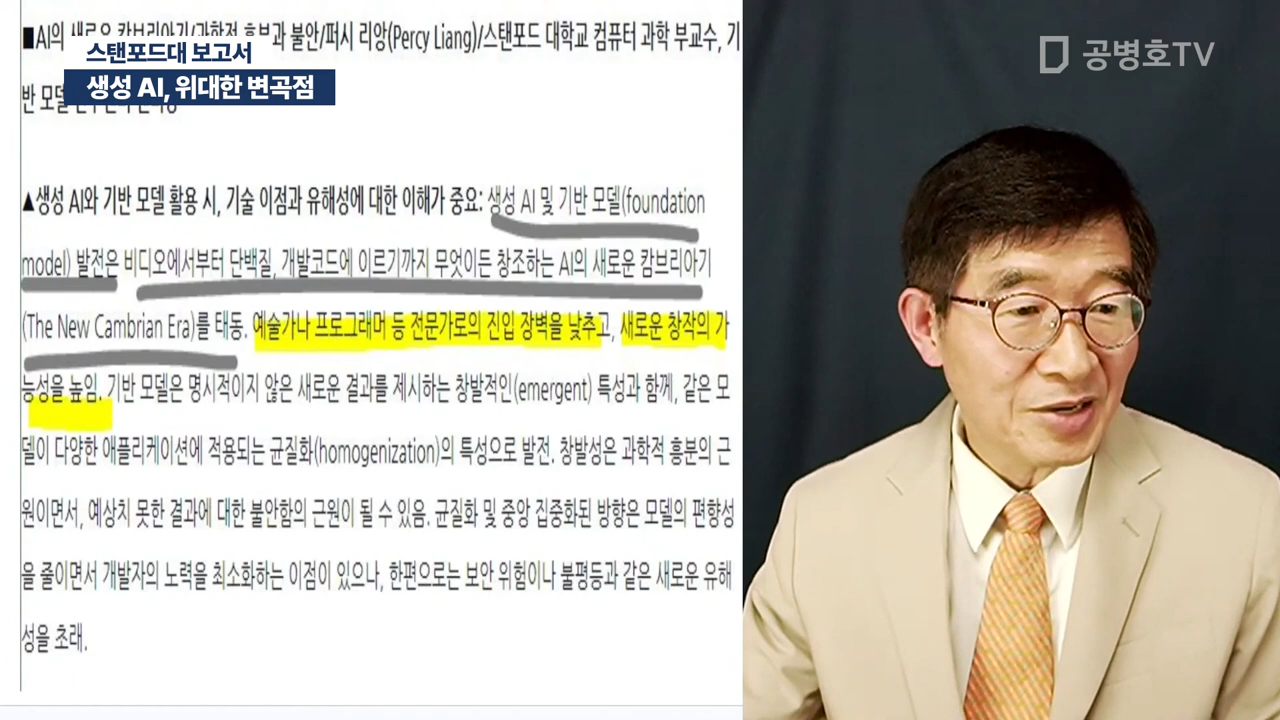 ■AI의 새로운 캄브리아기/과학적 흥분과 불안/퍼시 리앙(Percy Liang)/스탠포드 대학교 컴퓨터 과학 부교수, 기
스탠포드대 보고서
생성 AI, 위대한 변곡점
반 모델
공병호TV
▲생성 AI와 기반 모델 활용 시, 기술 이점과 유해성에 대한 이해가 중요: 생성 AI 및 기반 모델(foundation
model) 발전은 비디오에서부터 단백질, 개발코드에 이르기까지 무엇이든 창조하는 AI의 새로운 캄브리아기
(The New Cambrian Era)를 태동. 예술가나 프로그래머 등 전문가로의 진입 장벽을 낮추고, 새로운 창작의 가
능성을 높임. 기반 모델은 명시적이지 않은 새로운 결과를 제시하는 창발적인(emergent) 특성과 함께, 같은 모
델이 다양한 애플리케이션에 적용되는 균질화(homogenization)의 특성으로 발전. 창발성은 과학적 흥분의 근
원이면서, 예상치 못한 결과에 대한 불안함의 근원이 될 수 있음. 균질화 및 중앙 집중화된 방향은 모델의 편향성
을 줄이면서 개발자의 노력을 최소화하는 이점이 있으나, 한편으로는 보안 위험이나 불평등과 같은 새로운 유해
성을 초래.